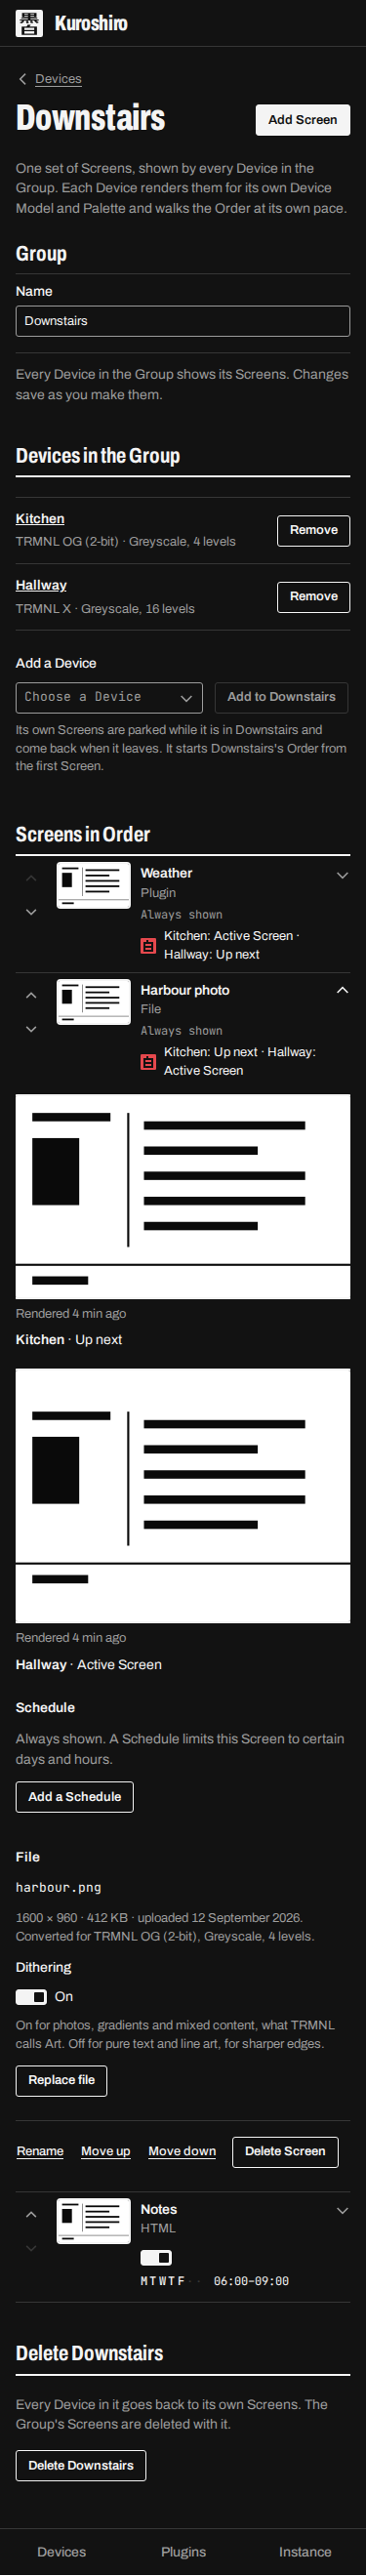 Kuroshiro
Devices
Downstairs
Add Screen
One set of Screens, shown by every Device in the
Group. Each Device renders them for its own Device
Model and Palette and walks the Order at its own pace.
Group
Name
Downstairs
Every Device in the Group shows its Screens. Changes
save as you make them.
Devices in the Group
Kitchen
TRMNL OG (2-bit) · Greyscale, 4 levels
Remove
Hallway
TRMNL X · Greyscale, 16 levels
Remove
Add a Device
Choose a Device
Add to Downstairs
Its own Screens are parked while it is in Downstairs and
come back when it leaves. It starts Downstairs's Order from
the first Screen.
Screens in Order
Weather
Plugin
Always shown
Kitchen: Active Screen ·
Hallway: Up next
Harbour photo
File
Always shown
Kitchen: Up next · Hallway:
Active Screen
Rendered 4 min ago
Kitchen · Up next
Rendered 4 min ago
Hallway · Active Screen
Schedule
Always shown. A Schedule limits this Screen to certain
days and hours.
Add a Schedule
File
harbour.png
1600 × 960 · 412 KB · uploaded 12 September 2026.
Converted for TRMNL OG (2-bit), Greyscale, 4 levels.
Dithering
On
On for photos, gradients and mixed content, what TRMNL
calls Art. Off for pure text and line art, for sharper edges.
Replace file
Rename
Move up
Move down
Delete Screen
Notes
HTML
MTWTF·· 06:00–09:00
Delete Downstairs
Every Device in it goes back to its own Screens. The
Group's Screens are deleted with it.
Delete Downstairs
Devices
Plugins
Instance